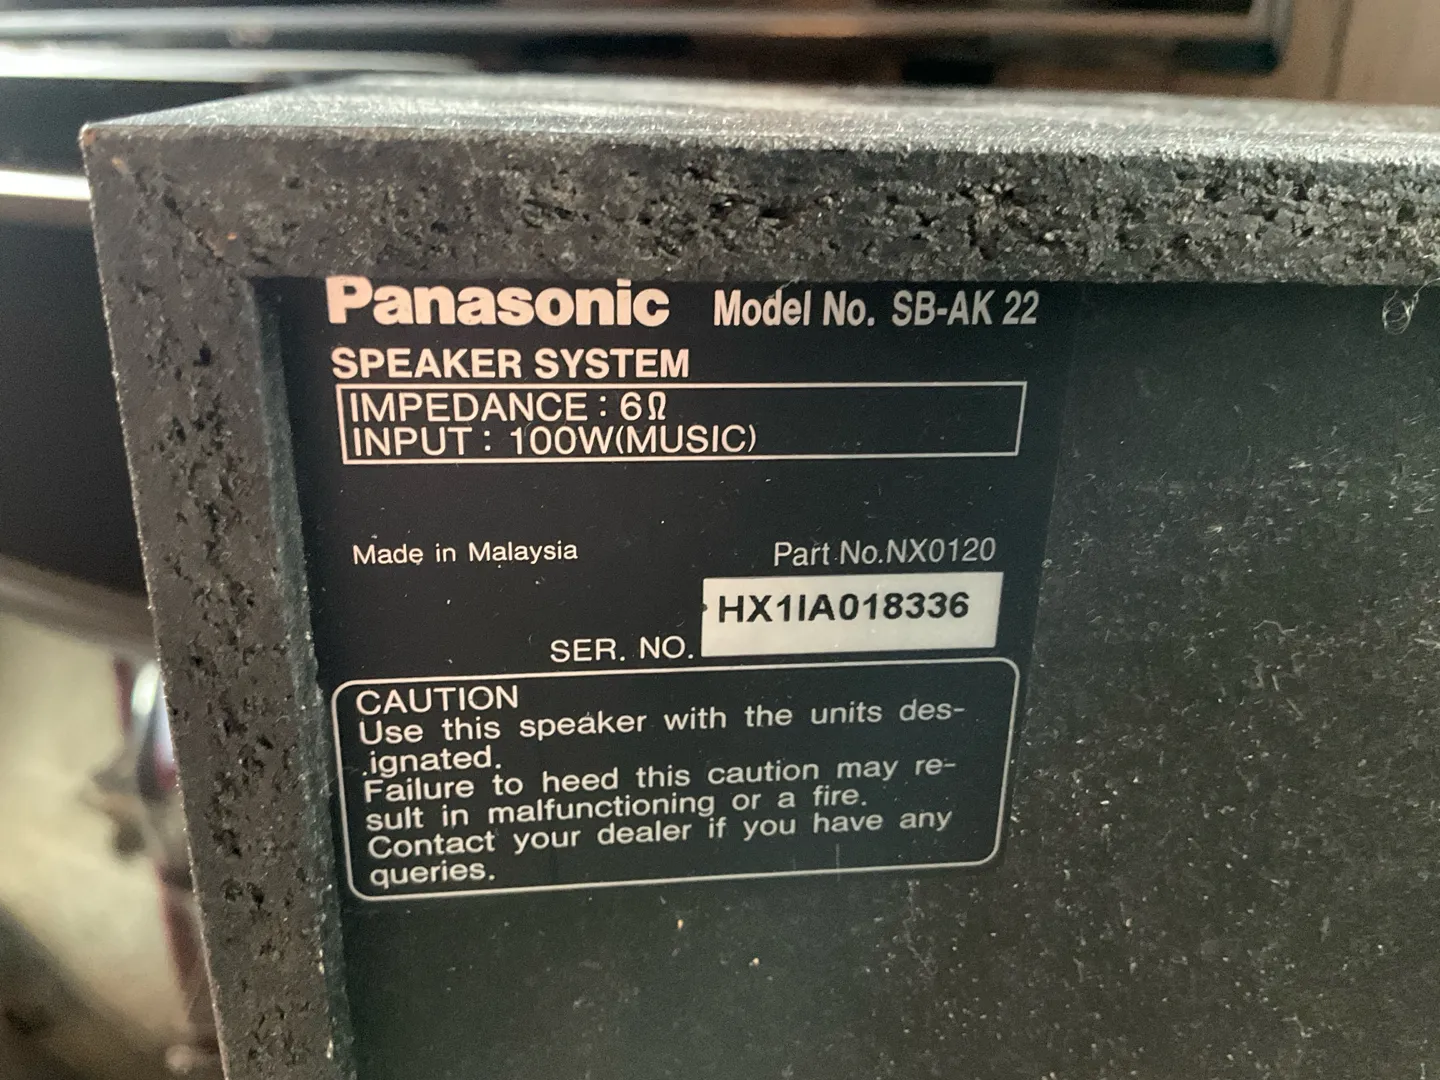 Panasonic Model No. SB-AK 22
SPEAKER SYSTEM
IMPEDANCE : 6Ω
INPUT : 100W(MUSIC)
Made in Malaysia Part No.NX0120
HX1IA018336
SER. NO.
CAUTION
Use this speaker with the units des-
ignated.
Failure to heed this caution may re-
sult in malfunctioning or a fire.
Contact your dealer if you have any
queries.